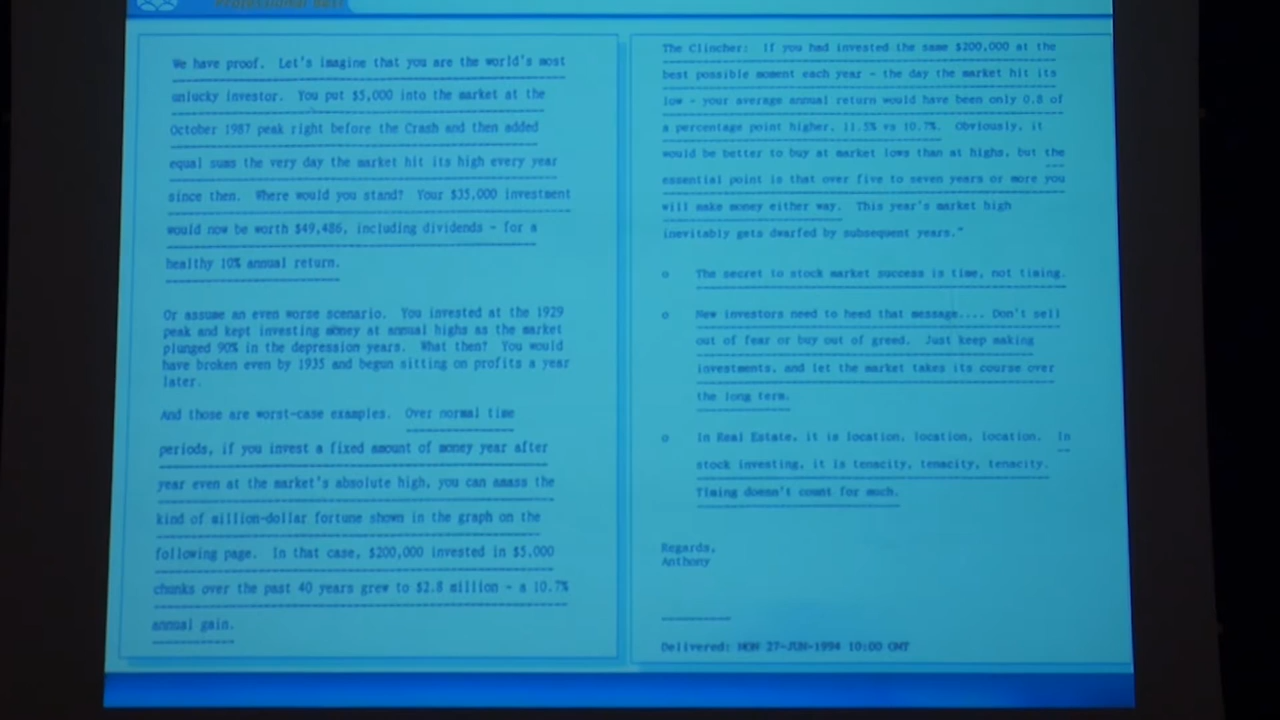 We have proof. Let's imagine that you are the world's most
unlucky investor. You put $5,000 into the market at the
October 1987 peak right before the Crash and then added
equal sums the very day the market hit its high every year
since then. Where would you stand? Your $35,000 investment
would now be worth $49,486, including dividends - for a
healthy 10% annual return.
Or assume an even worse scenario. You invested at the 1929
peak and kept investing money at annual highs as the market
plunged 90% in the depression years. What then? You would
have broken even by 1935 and begun sitting on profits a year
later.
And those are worst-case examples. Over normal time
periods, if you invest a fixed amount of money year after
year even at the market's absolute high, you can amass the
kind of million-dollar fortune shown in the graph on the
following page. In that case, $200,000 invested in $5,000
chunks over the past 40 years grew to $2.8 million - a 10.7%
annual gain.
The Clincher: If you had invested the same $200,000 at the
best possible moment each year - the day the market hit its
low - your average annual return would have been only 0.8 of
a percentage point higher, 11.5% vs 10.7%. Obviously, it
would be better to buy at market lows than at highs, but the
essential point is that over five to seven years or more you
will make money either way. This year's market high
inevitably gets dwarfed by subsequent years."
o The secret to stock market success is time, not timing.
o New investors need to heed that message.... Don't sell
out of fear or buy out of greed. Just keep making
investments, and let the market takes its course over
the long term.
o In Real Estate, it is location, location, location. In
stock investing, it is tenacity, tenacity, tenacity.
Timing doesn't count for much.
Regards,
Anthony
Delivered: MON 27-JUN-1994 10:00 GMT